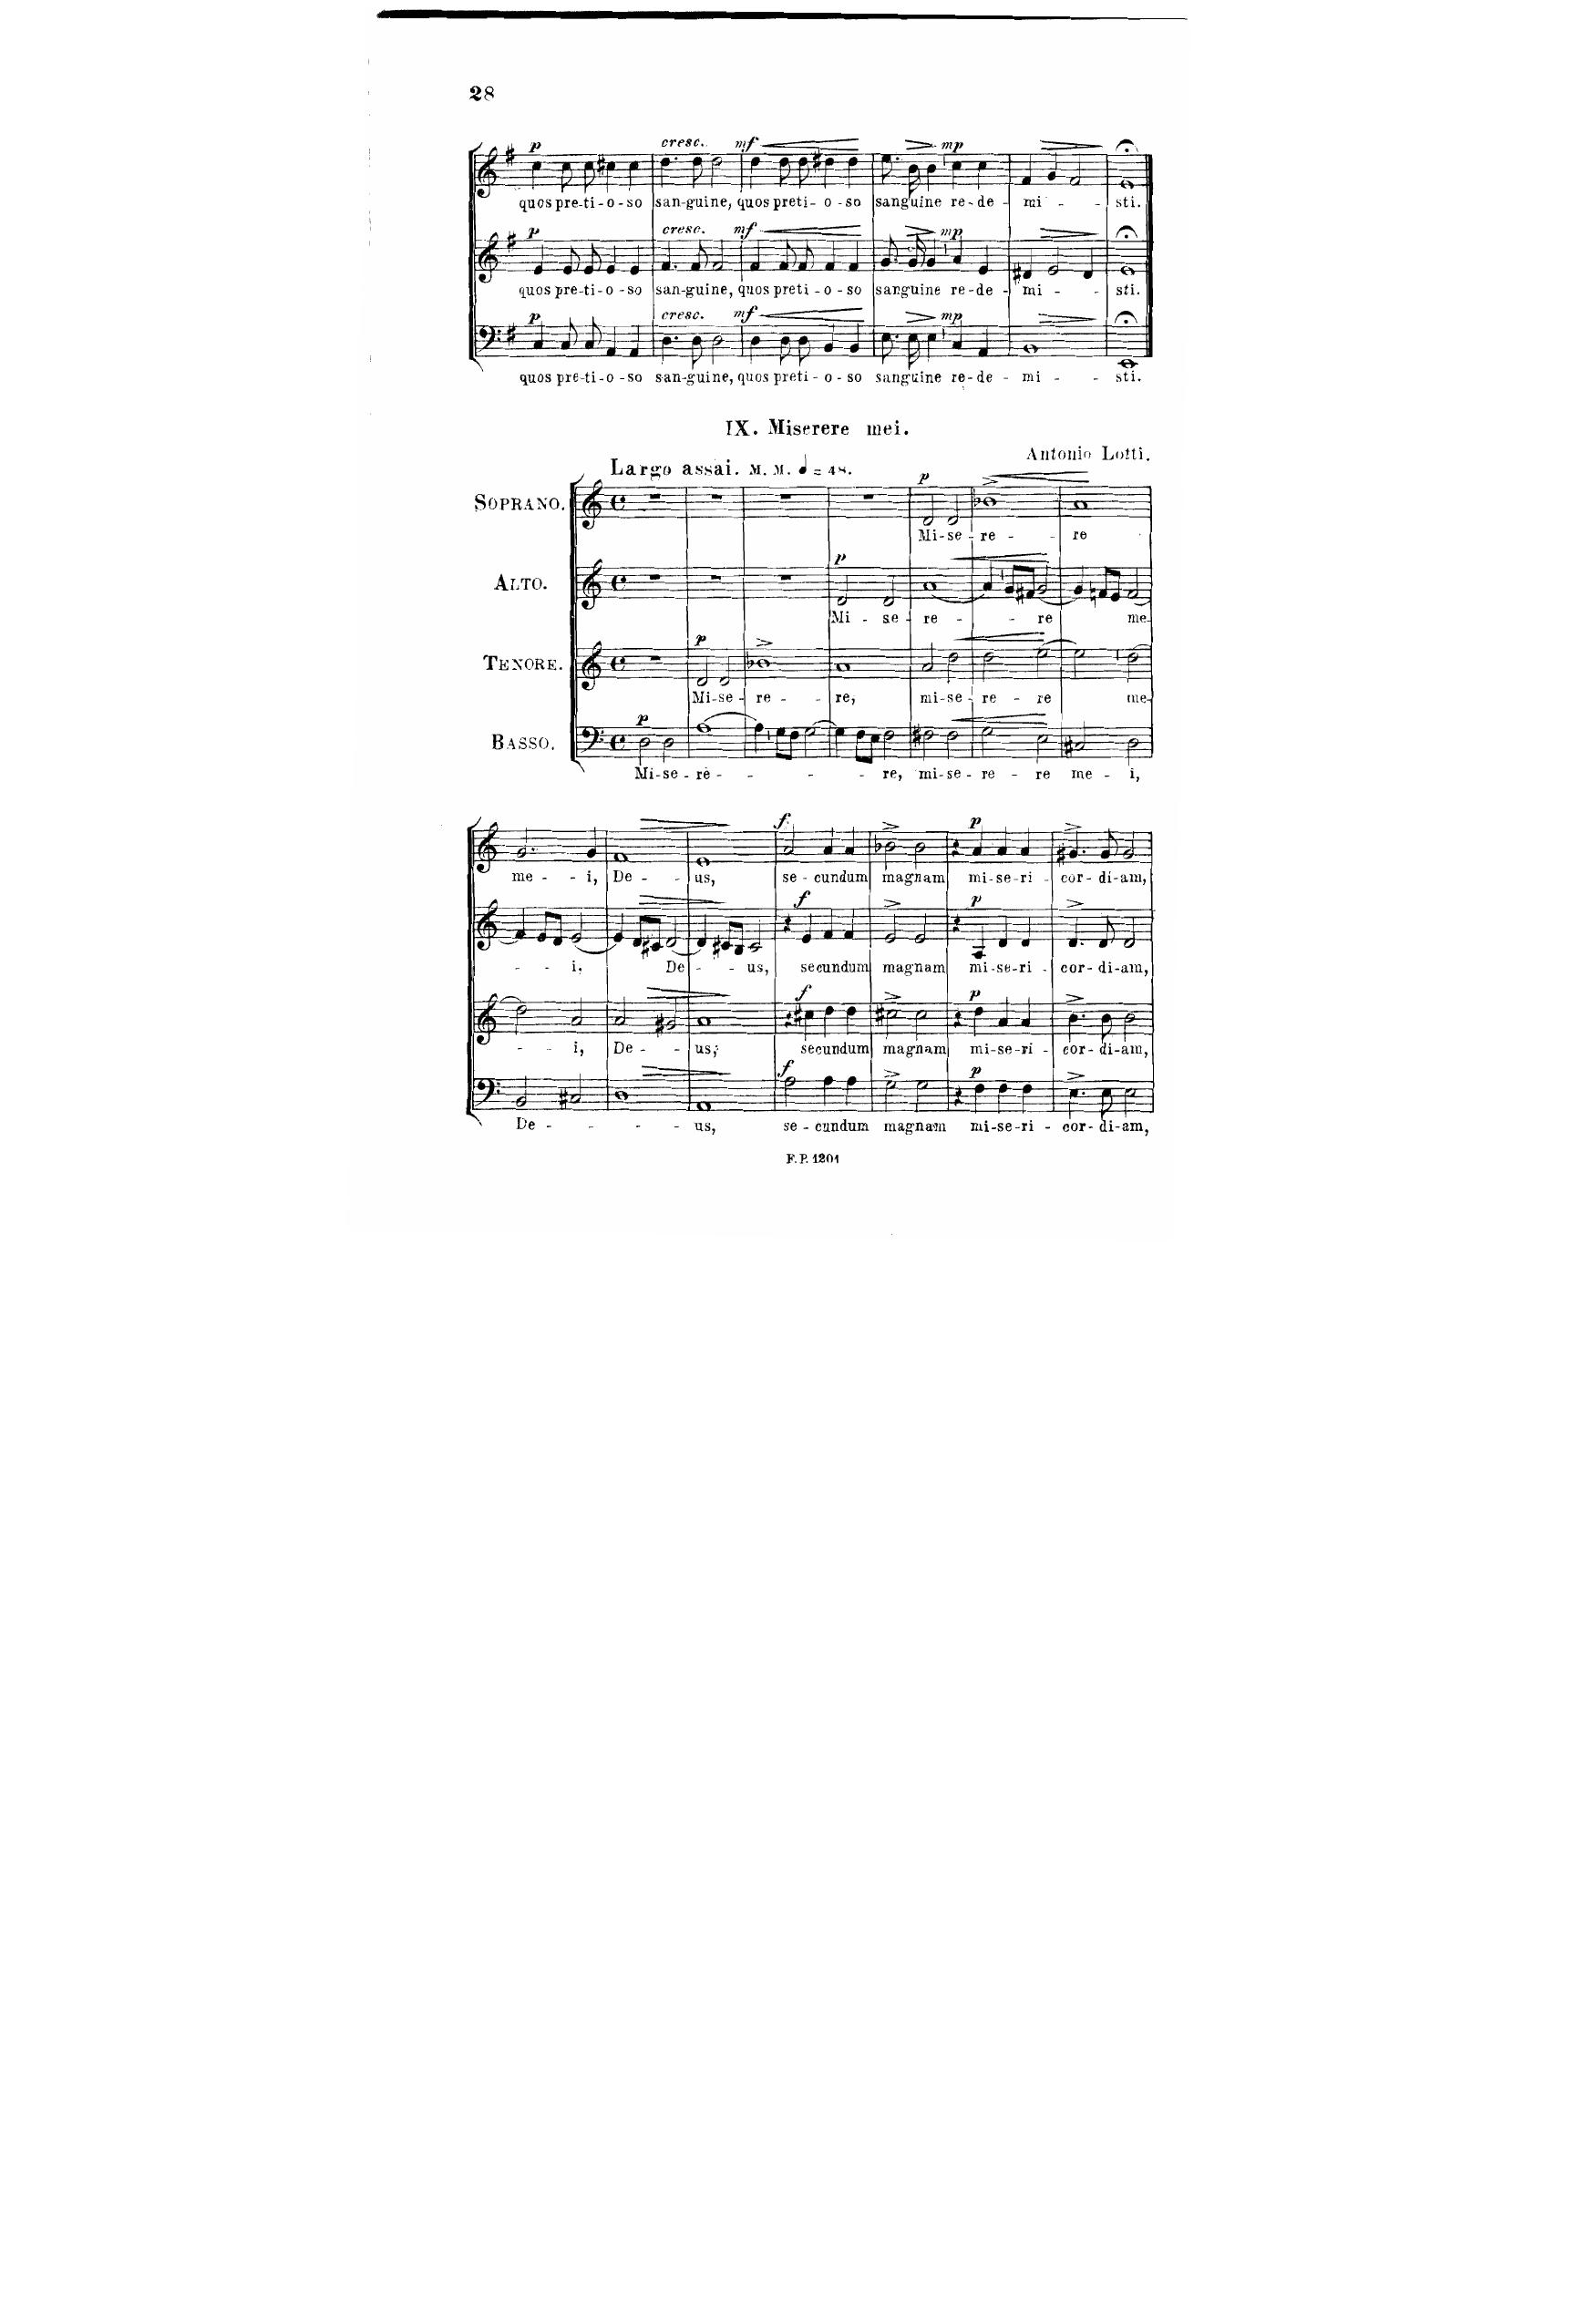 28
p cresc. mf mp
quos pre-ti-o-so san-guine, quos preti-o-so sanguine re-de- mi - - sti.
p cresc. mf mp
quos pre-ti-o-so san-guine, quos preti-o-so sanguine re-de- mi - - sti.
p cresc. mf mp
quos pre-ti-o-so san-guine, quos preti-o-so sanguine re-de- mi - - sti.
IX. Miserere mei.
Antonio Lotti.
Largo assai. M. M. = 48.
p
SOPRANO.
Mi-se-re - - re
p
ALTO.
Mi - se - re - - - re me-
p
TENORE.
Mi-se-re - - re, mi-se-re - re me-
p
BASSO.
Mi-se-re - - - - re, mi-se-re - re me - i,
f p
me - - i, De - - us, se - cundum magnam mi-se-ri - cor-di-am,
f p
- - i, De - - us, secundum magnam mi-se-ri - cor-di-am,
f p
- - i, De - - us, secundum magnam mi-se-ri - cor-di-am,
f p
De - - - - us, se - cundum magnam mi-se-ri - cor-di-am,
F. P. 1201